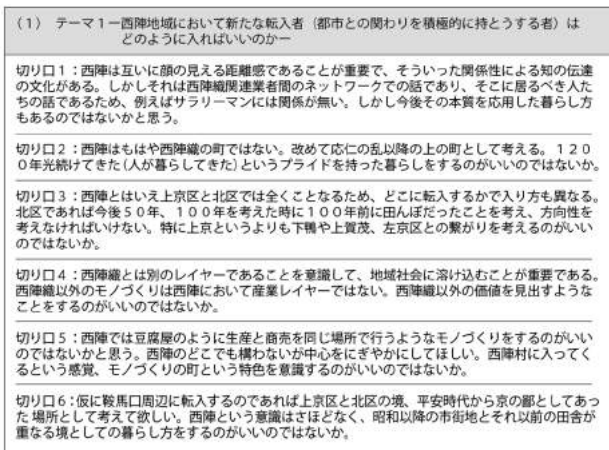 （1） テーマ１ー西陣地域において新たな転入者（都市との関わりを積極的に持とうする者）は
どのように入ればいいのかー
切り口１：西陣は互いに顔の見える距離感であることが重要で、そういった関係性による知の伝達
の文化がある。しかしそれは西陣織関連業者間のネットワークでの話であり、そこに居るべき人た
ちの話であるため、例えばサラリーマンには関係が無い。しかし今後その本質を応用した暮らし方
もあるのではないかと思う。
切り口２：西陣はもはや西陣織の町ではない。改めて応仁の乱以降の上の町として考える。１２０
０年光続けてきた（人が暮らしてきた）というプライドを持った暮らしをするのがいいのではないか。
切り口３：西陣とはいえ上京区と北区では全くことなるため、どこに転入するかで入り方も異なる。
北区であれば今後５０年、１００年を考えた時に１００年前に田んぼだったことを考え、方向性を
考えなければいけない。特に上京というよりも下鴨や上賀茂、左京区との繋がりを考えるのがいい
のではないか。
切り口４：西陣織とは別のレイヤーであることを意識して、地域社会に溶け込むことが重要である。
西陣織以外のモノづくりは西陣において産業レイヤーではない。西陣織以外の価値を見出すような
ことをするのがいいのではないか。
切り口５：西陣では豆腐屋のように生産と商売を同じ場所で行うようなモノづくりをするのがいい
のではないかと思う。西陣のどこでも構わないが中心をにぎやかにしてほしい。西陣村に入ってく
るという感覚、モノづくりの町という特色を意識するのがいいのではないか。
切り口６：仮に鞍馬口周辺に転入するのであれば上京区と北区の境、平安時代から京の鄙としてあっ
た 場所として考えて欲しい。西陣という意識はさほどなく、昭和以降の市街地とそれ以前の田舎が
重なる境としての暮らし方をするのがいいのではないか。